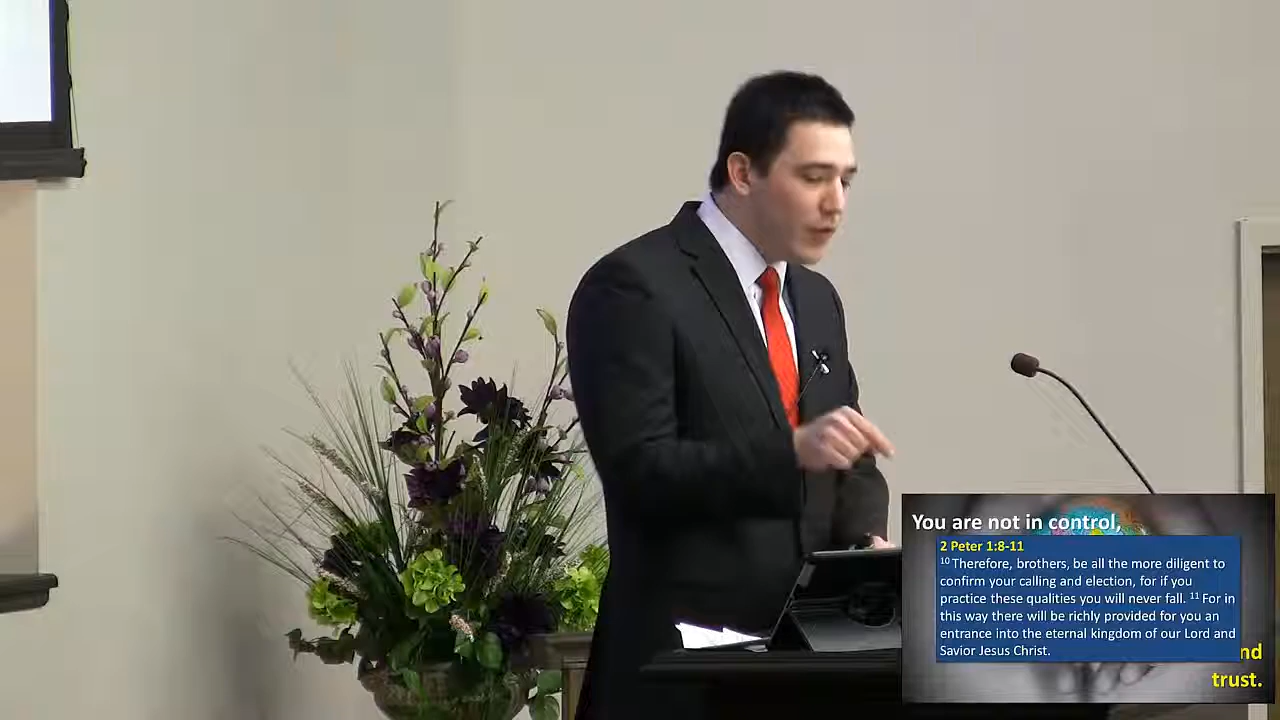 You are not in control,
2 Peter 1:8-11
10 Therefore, brothers, be all the more diligent to
confirm your calling and election, for if you
practice these qualities you will never fall. 11 For in
this way there will be richly provided for you an
entrance into the eternal kingdom of our Lord and
Savior Jesus Christ.
nd
trust.